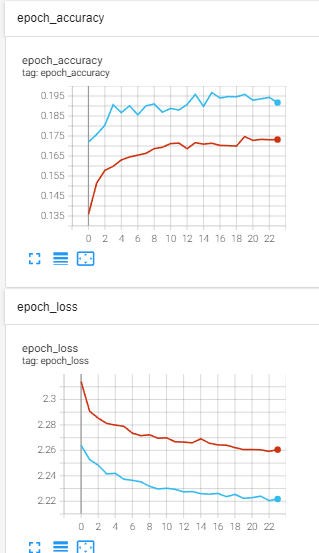 epoch_accuracy
epoch_accuracy
tag: epoch_accuracy
0.195
0.185
0.175
0.165
0.155
0.145
0.135
0 2 4 6 8 10 12 14 16 18 20 22
epoch_loss
epoch_loss
tag: epoch_loss
2.3
2.28
2.26
2.24
2.22
0 2 4 6 8 10 12 14 16 18 20 22